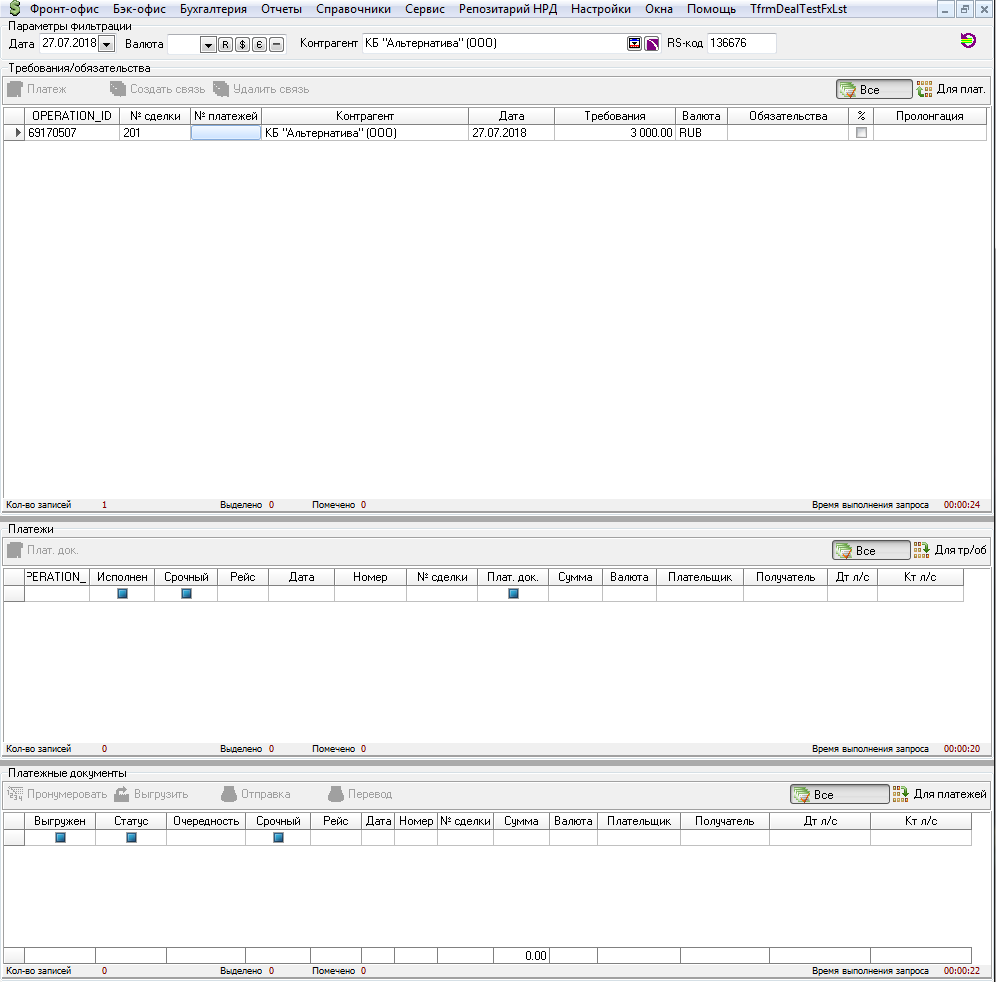 Фронт-офис Бэк-офис Бухгалтерия Отчеты Справочники Сервис Репозитарий НРД Настройки Окна Помощь TfrmDealTestFxLst
Параметры фильтрации
Дата 27.07.2018 Валюта R $ € Контрагент КБ "Альтернатива" (ООО) RS-код 136676
Требования/обязательства
Платеж Создать связь Удалить связь Все Для плат.
OPERATION_ID № сделки № платежей Контрагент Дата Требования Валюта Обязательства % Пролонгация
69170507 201 КБ "Альтернатива" (ООО) 27.07.2018 3 000.00 RUB
Кол-во записей 1 Выделено 0 Помечено 0 Время выполнения запроса 00:00:24
Платежи
Плат. док. Все Для тр/об
PERATION_ Исполнен Срочный Рейс Дата Номер № сделки Плат. док. Сумма Валюта Плательщик Получатель Дт л/с Кт л/с
Кол-во записей 0 Выделено 0 Помечено 0 Время выполнения запроса 00:00:20
Платежные документы
Пронумеровать Выгрузить Отправка Перевод Все Для платежей
Выгружен Статус Очередность Срочный Рейс Дата Номер № сделки Сумма Валюта Плательщик Получатель Дт л/с Кт л/с
0.00
Кол-во записей 0 Выделено 0 Помечено 0 Время выполнения запроса 00:00:22